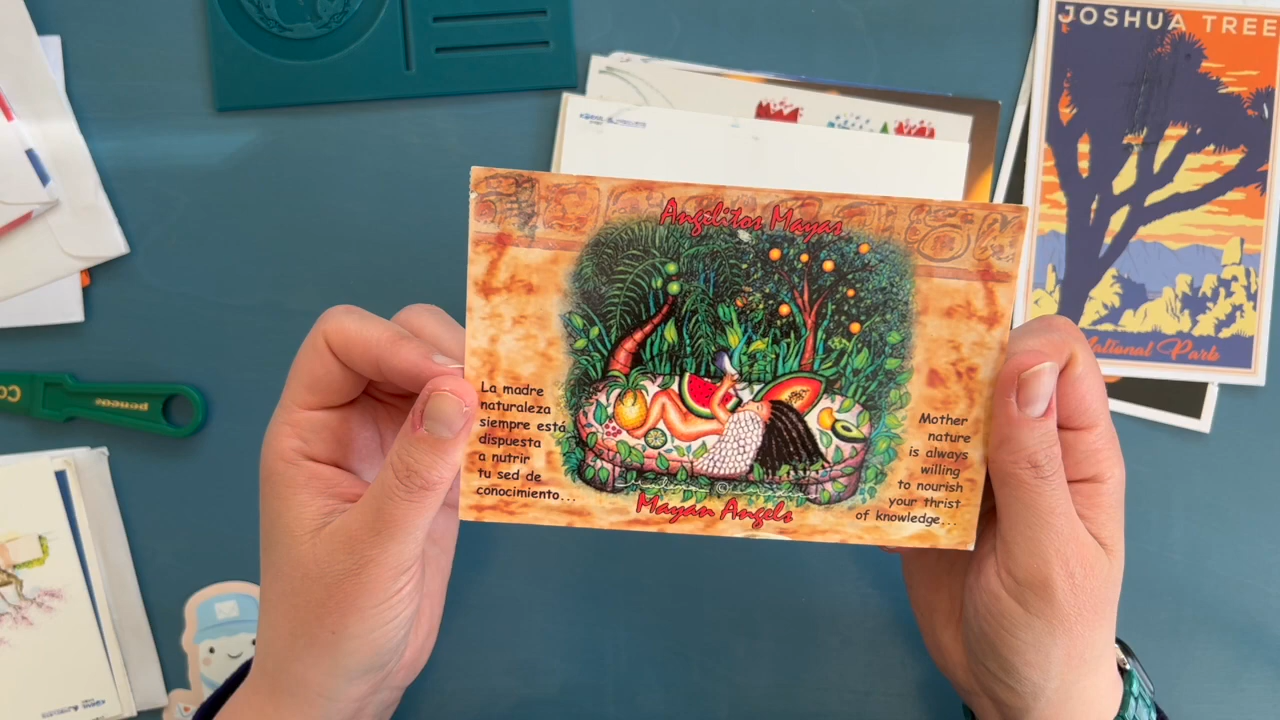 JOSHUA TREE
National Park
Angelitos Mayas
La madre
naturaleza
siempre está
dispuesta
a nutrir
tu sed de
conocimiento...
Mother
nature
is always
willing
to nourish
your thrist
of knowledge...
Mayan Angels
penco